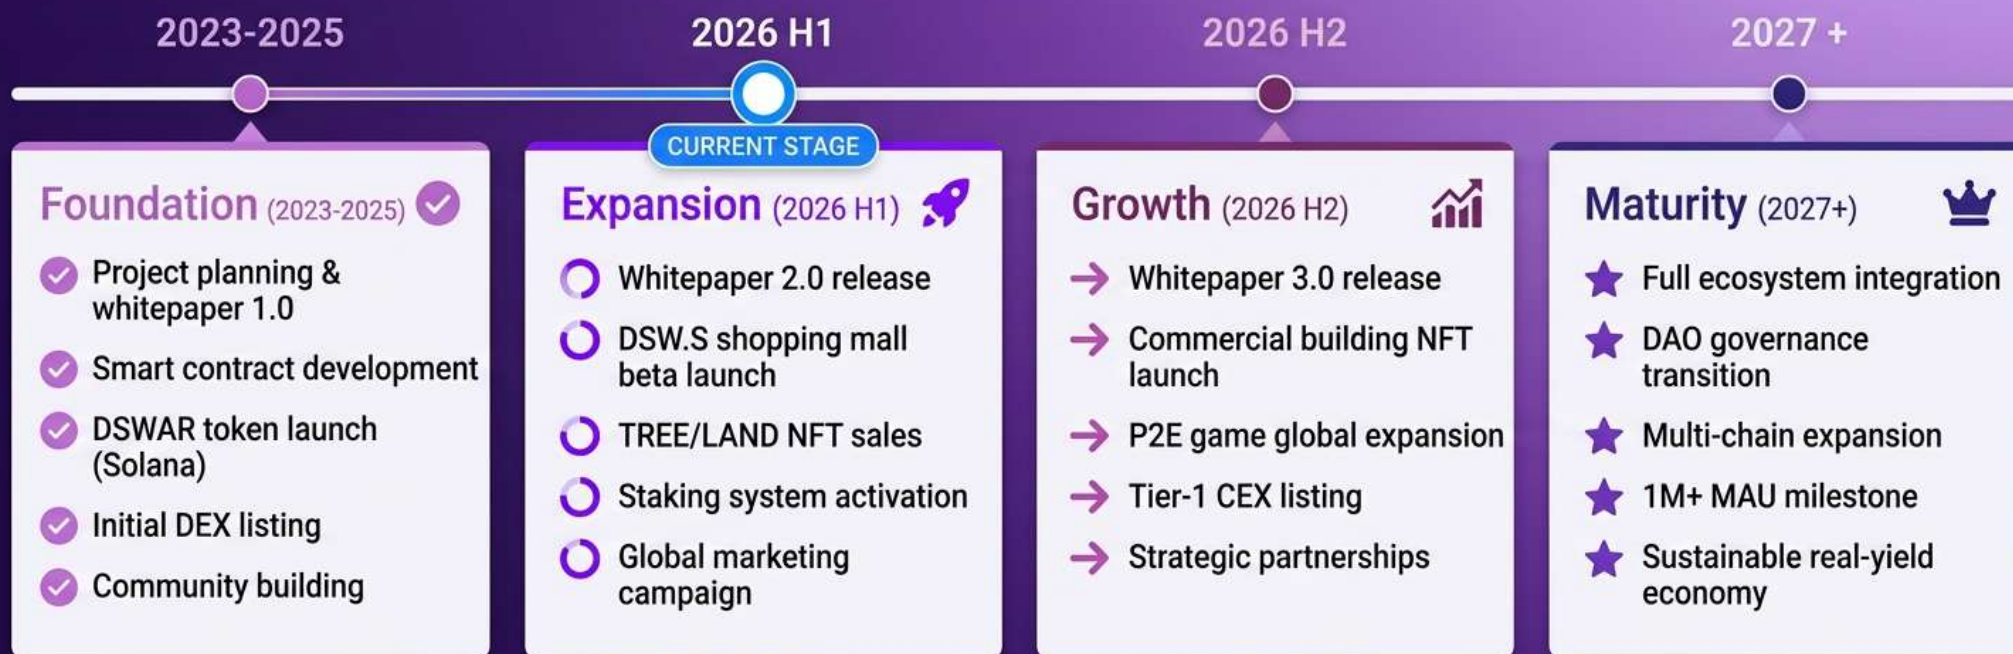 2023-2025
2026 H1
2026 H2
2027 +
CURRENT STAGE
Foundation (2023-2025)
Project planning &
whitepaper 1.0
Smart contract development
DSWAR token launch
(Solana)
Initial DEX listing
Community building
Expansion (2026 H1)
Whitepaper 2.0 release
DSW.S shopping mall
beta launch
TREE/LAND NFT sales
Staking system activation
Global marketing
campaign
Growth (2026 H2)
Whitepaper 3.0 release
Commercial building NFT
launch
P2E game global expansion
Tier-1 CEX listing
Strategic partnerships
Maturity (2027+)
Full ecosystem integration
DAO governance
transition
Multi-chain expansion
1M+ MAU milestone
Sustainable real-yield
economy